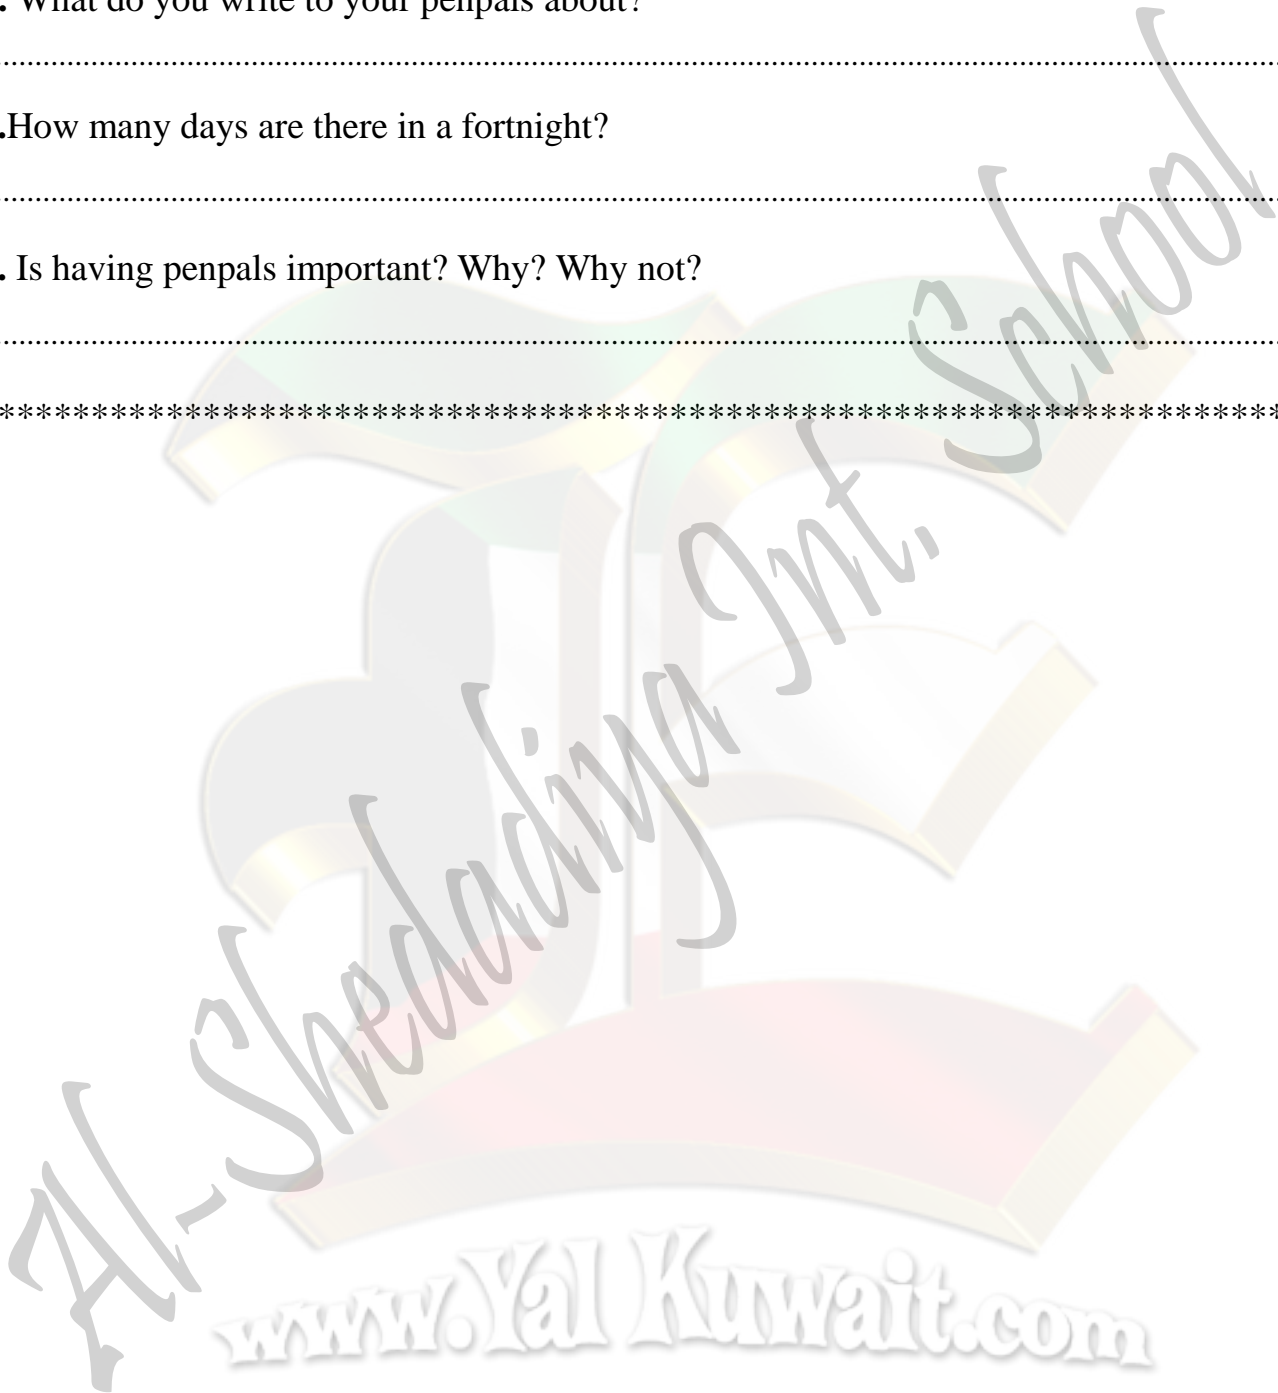 . What do you write to your penpals about?
................................................................................................................................................................
.How many days are there in a fortnight?
................................................................................................................................................................
. Is having penpals important? Why? Why not?
................................................................................................................................................................
**********************************************************************
Al-Shedadiya Int. School
www.Yal Kuwait.com